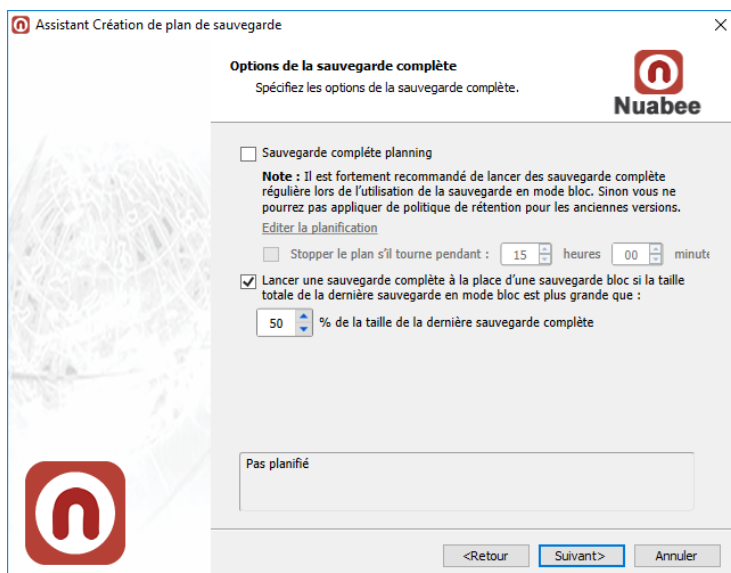 Assistant Création de plan de sauvegarde
Options de la sauvegarde complète
Spécifiez les options de la sauvegarde complète.
Nuabee
Sauvegarde compléte planning
Note : Il est fortement recommandé de lancer des sauvegarde complète
régulière lors de l'utilisation de la sauvegarde en mode bloc. Sinon vous ne
pourrez pas appliquer de politique de rétention pour les anciennes versions.
Editer la planification
Stopper le plan s'il tourne pendant : 15 heures 00 minute
Lancer une sauvegarde complète à la place d'une sauvegarde bloc si la taille
totale de la dernière sauvegarde en mode bloc est plus grande que :
50 % de la taille de la dernière sauvegarde complète
Pas planifié
<Retour Suivant> Annuler